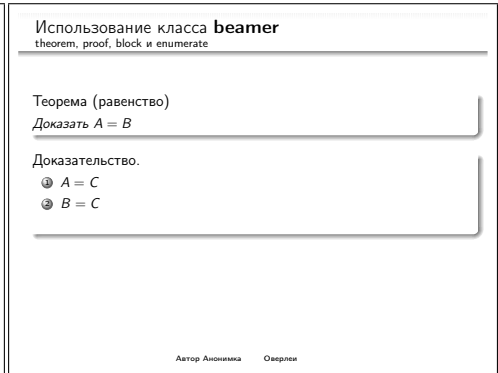 Использование класса beamer
theorem, proof, block и enumerate
Теорема (равенство)
Доказать A = B
Доказательство.
1 A = C
2 B = C
Автор Анонимка Оверлеи